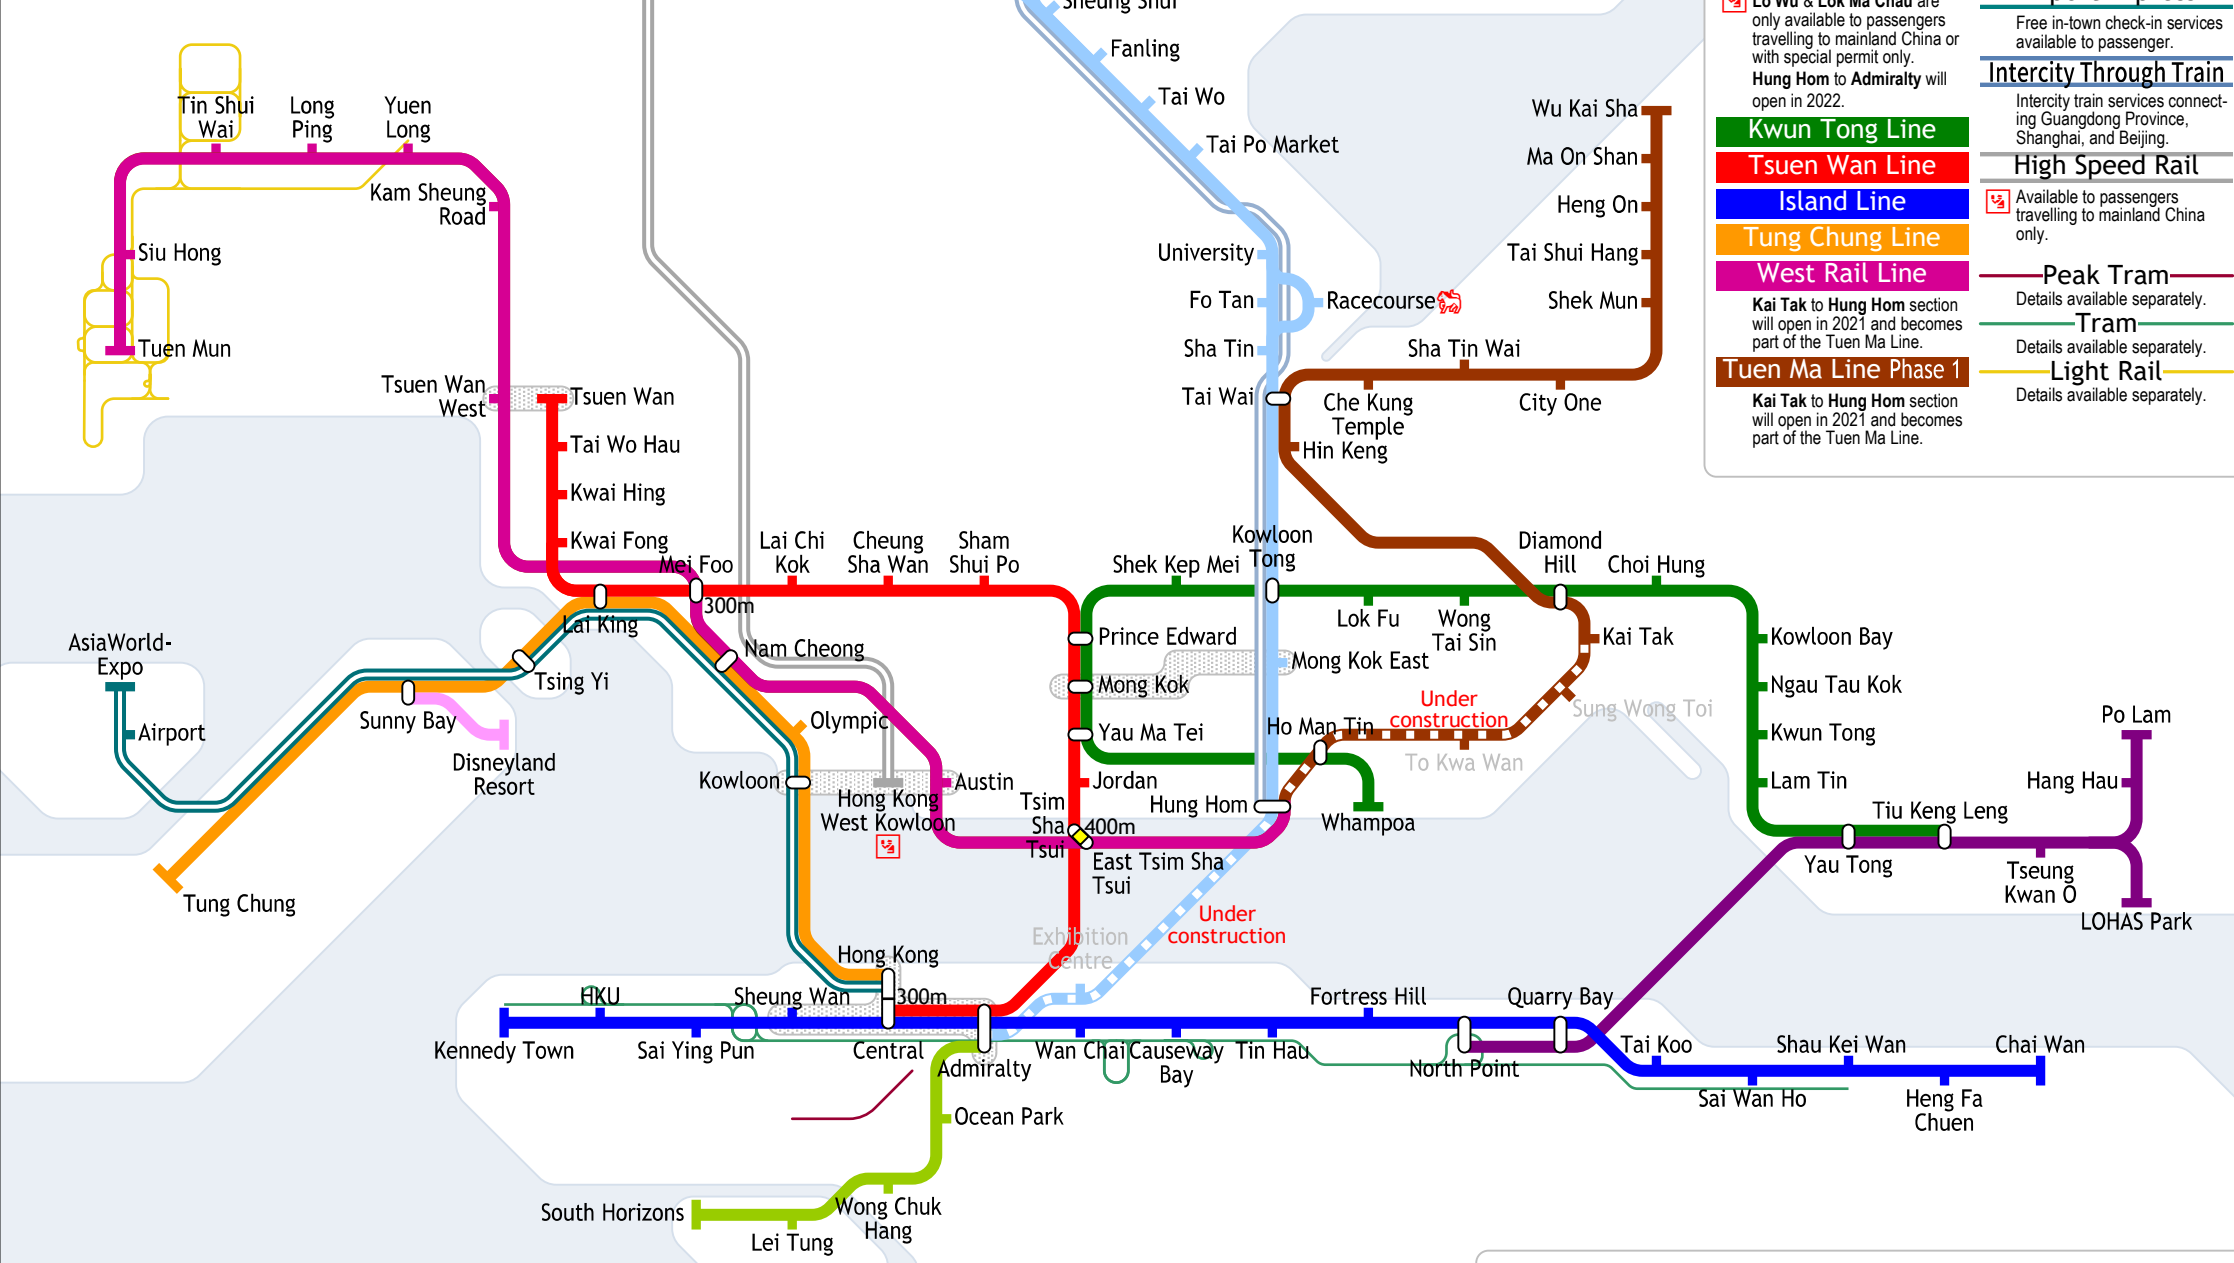 Sheung Shui
Fanling
Tai Wo
Tai Po Market
University
Fo Tan
Racecourse
Sha Tin
Tai Wai
Tin Shui
Wai
Long
Ping
Yuen
Long
Kam Sheung
Road
Siu Hong
Tuen Mun
Tsuen Wan
West
Tsuen Wan
Tai Wo Hau
Kwai Hing
Kwai Fong
Mei Foo
300m
Lai King
Lai Chi
Kok
Cheung
Sha Wan
Sham
Shui Po
Wu Kai Sha
Ma On Shan
Heng On
Tai Shui Hang
Shek Mun
Sha Tin Wai
Che Kung
Temple
City One
Hin Keng
Kowloon
Tong
Shek Kep Mei
Lok Fu
Wong
Tai Sin
Diamond
Hill
Choi Hung
Kai Tak
Kowloon Bay
Ngau Tau Kok
Kwun Tong
Lam Tin
Prince Edward
Mong Kok
Mong Kok East
Yau Ma Tei
Jordan
Ho Man Tin
Under
construction
Sung Wong Toi
To Kwa Wan
Hung Hom
Whampoa
AsiaWorld-
Expo
Airport
Tung Chung
Sunny Bay
Disneyland
Resort
Tsing Yi
Nam Cheong
Olympic
Kowloon
Hong Kong
West Kowloon
Austin
Tsim
Sha
Tsui
400m
East Tsim Sha
Tsui
Under
construction
Exhibition
Centre
Hong Kong
300m
Tiu Keng Leng
Yau Tong
Tseung
Kwan O
Hang Hau
Po Lam
LOHAS Park
Kennedy Town
HKU
Sai Ying Pun
Sheung Wan
Central
Admiralty
Wan Chai
Causeway
Bay
Tin Hau
Fortress Hill
North Point
Quarry Bay
Tai Koo
Sai Wan Ho
Shau Kei Wan
Heng Fa
Chuen
Chai Wan
Ocean Park
Wong Chuk
Hang
Lei Tung
South Horizons
Lo Wu & Lok Ma Chau are
only available to passengers
travelling to mainland China or
with special permit only.
Hung Hom to Admiralty will
open in 2022.
Kwun Tong Line
Tsuen Wan Line
Island Line
Tung Chung Line
West Rail Line
Kai Tak to Hung Hom section
will open in 2021 and becomes
part of the Tuen Ma Line.
Tuen Ma Line Phase 1
Kai Tak to Hung Hom section
will open in 2021 and becomes
part of the Tuen Ma Line.
Free in-town check-in services
available to passenger.
Intercity Through Train
Intercity train services connect-
ing Guangdong Province,
Shanghai, and Beijing.
High Speed Rail
Available to passengers
travelling to mainland China
only.
Peak Tram
Details available separately.
Tram
Details available separately.
Light Rail
Details available separately.